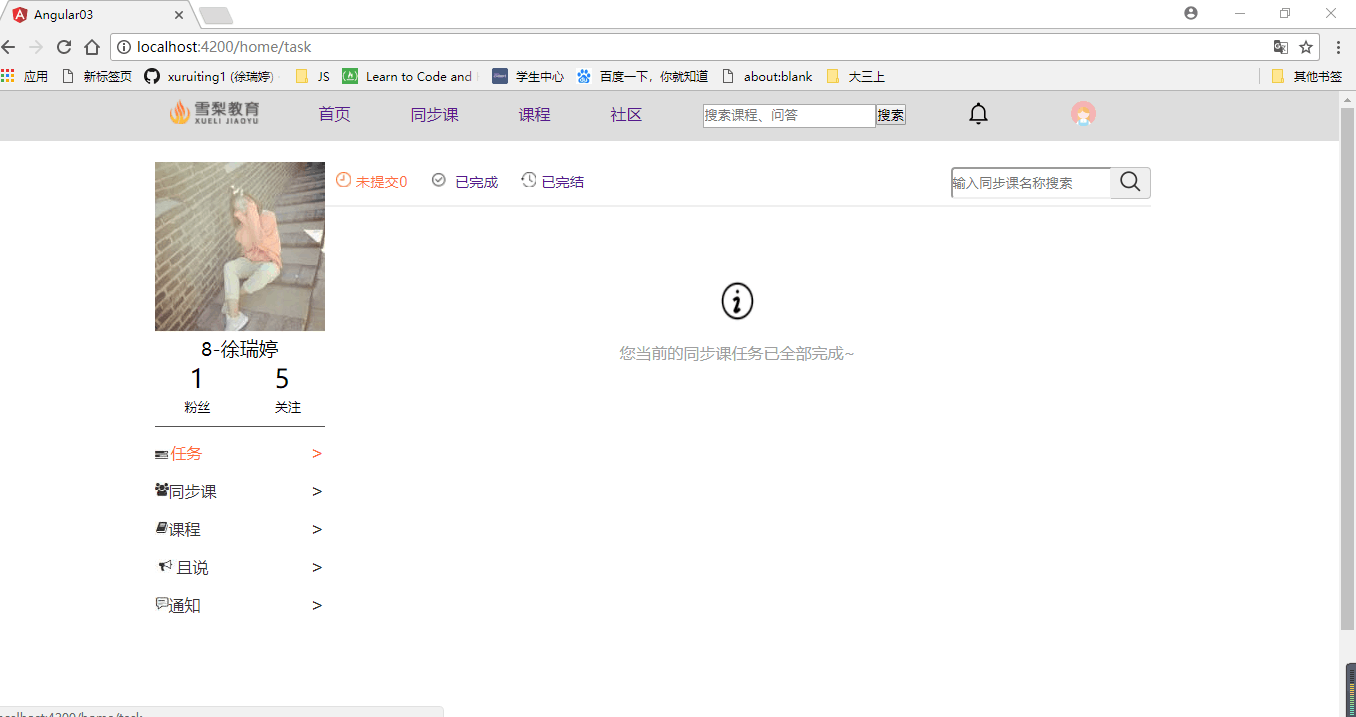 Angular03
localhost:4200/home/task
应用 新标签页 xuruiting1 (徐瑞婷) JS Learn to Code and 学生中心 百度一下，你就知道 about:blank 大三上 其他书签
雪梨教育 首页 同步课 课程 社区 搜索课程、问答 搜索
XUELI JIAOYU
未提交0 已完成 已完结 输入同步课名称搜索
8-徐瑞婷
1 5
粉丝 关注
您当前的同步课任务已全部完成~
任务 >
同步课 >
课程 >
且说 >
通知 >